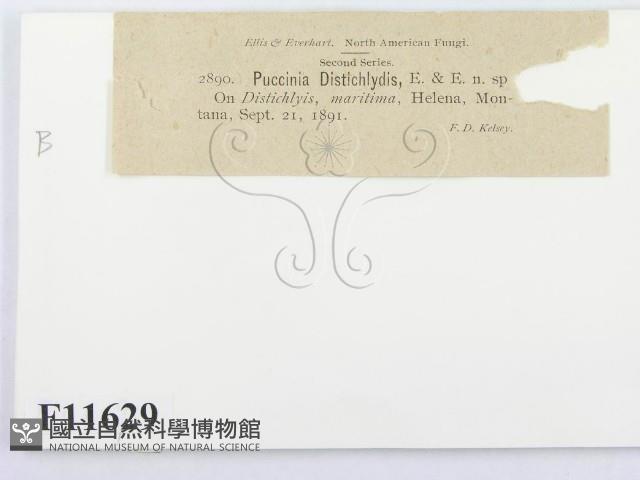 Ellis & Everhart. North American Fungi.
Second Series.
2890. Puccinia Distichlydis, E. & E. n. sp
On Distichlyis, maritima, Helena, Mon-
tana, Sept. 21, 1891.
F. D. Kelsey.
B
F11629
國立自然科學博物館
NATIONAL MUSEUM OF NATURAL SCIENCE